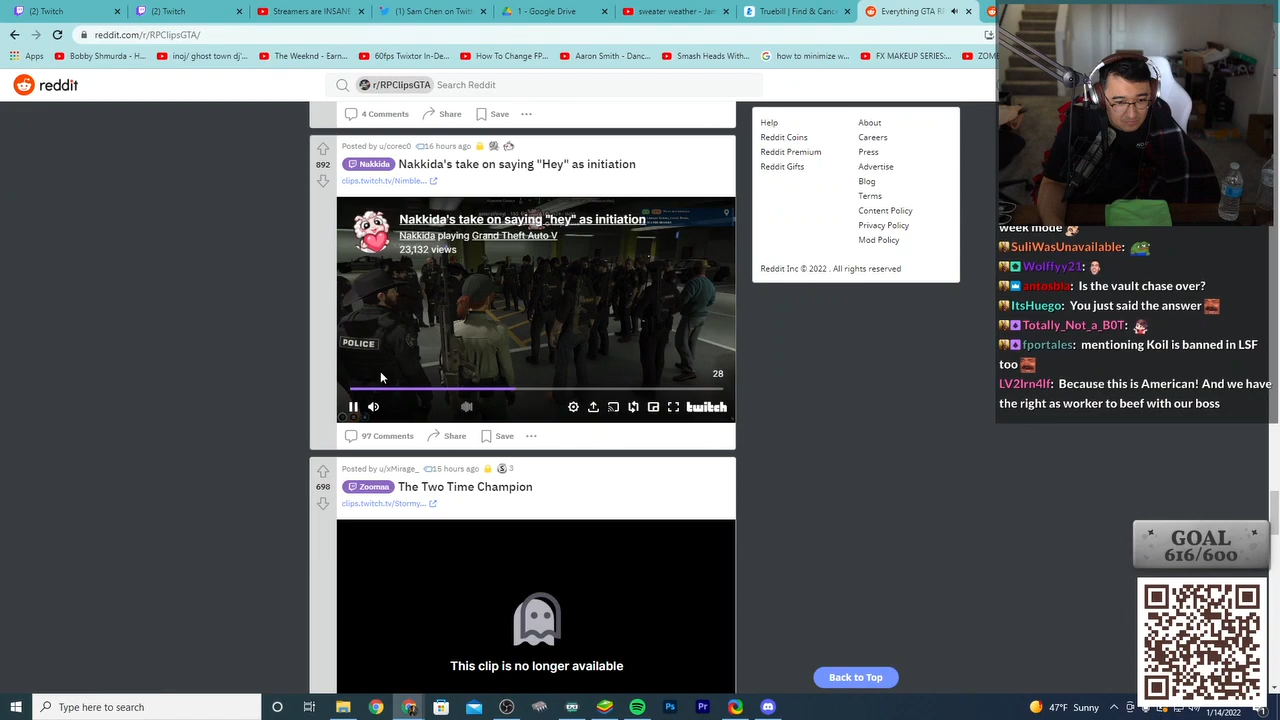 Twitch
Twitch
Streamers are INSANE
(1) Sam Chen on Twitt
1 - Google Drive
sweater weather - Jar
Truebill | Find & Cance
Everything GTA RP
reddit.com/r/RPClipsGTA/
Apps
Bobby Shmurda - H...
inoj/ ghost town dj'...
The Weeknd - Earn...
60fps Twixtor In-De...
How To Change FP...
Aaron Smith - Danc...
Smash Heads With...
how to minimize w...
FX MAKEUP SERIES:...
ZOM
reddit
r/RPClipsGTA
Search Reddit
4 Comments
Share
Save
Posted by u/corec0
16 hours ago
892
Nakkida
Nakkida's take on saying "Hey" as initiation
clips.twitch.tv/Nimble...
Nakkida's take on saying "hey" as initiation
Nakkida playing Grand Theft Auto V
23,132 views
POLICE
28
twitch
97 Comments
Share
Save
Posted by u/xMirage_
15 hours ago
3
698
Zoomaa
The Two Time Champion
clips.twitch.tv/Stormy...
This clip is no longer available
Help
Reddit Coins
Reddit Premium
Reddit Gifts
About
Careers
Press
Advertise
Blog
Terms
Content Policy
Privacy Policy
Mod Policy
Reddit Inc © 2022 . All rights reserved
Back to Top
week mode
SuliWasUnavailable:
Wolffyy21:
antosbla: Is the vault chase over?
ItsHuego: You just said the answer
Totally_Not_a_B0T:
fportales: mentioning Koil is banned in LSF
too
LV2Irn4lf: Because this is American! And we have
the right as worker to beef with our boss
GOAL
616/600
Type here to search
47°F Sunny
1/14/2022